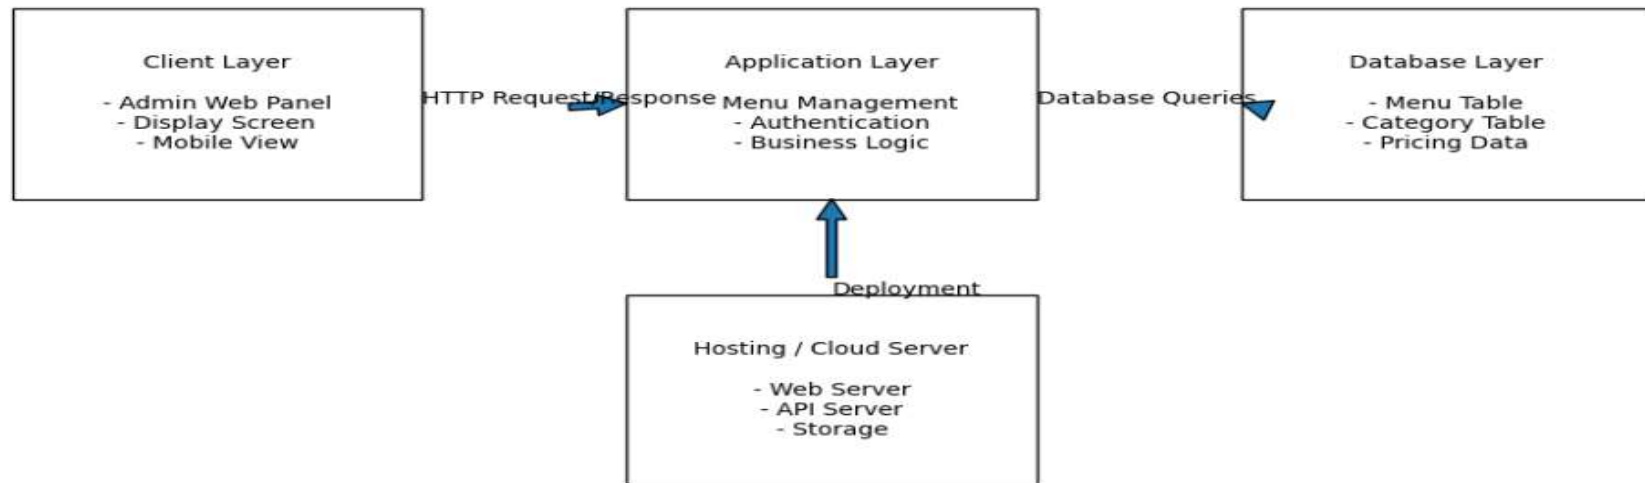 Client Layer
- Admin Web Panel
- Display Screen
- Mobile View
HTTP Request/Response
Application Layer
Menu Management
- Authentication
- Business Logic
Database Queries
Database Layer
- Menu Table
- Category Table
- Pricing Data
Deployment
Hosting / Cloud Server
- Web Server
- API Server
- Storage